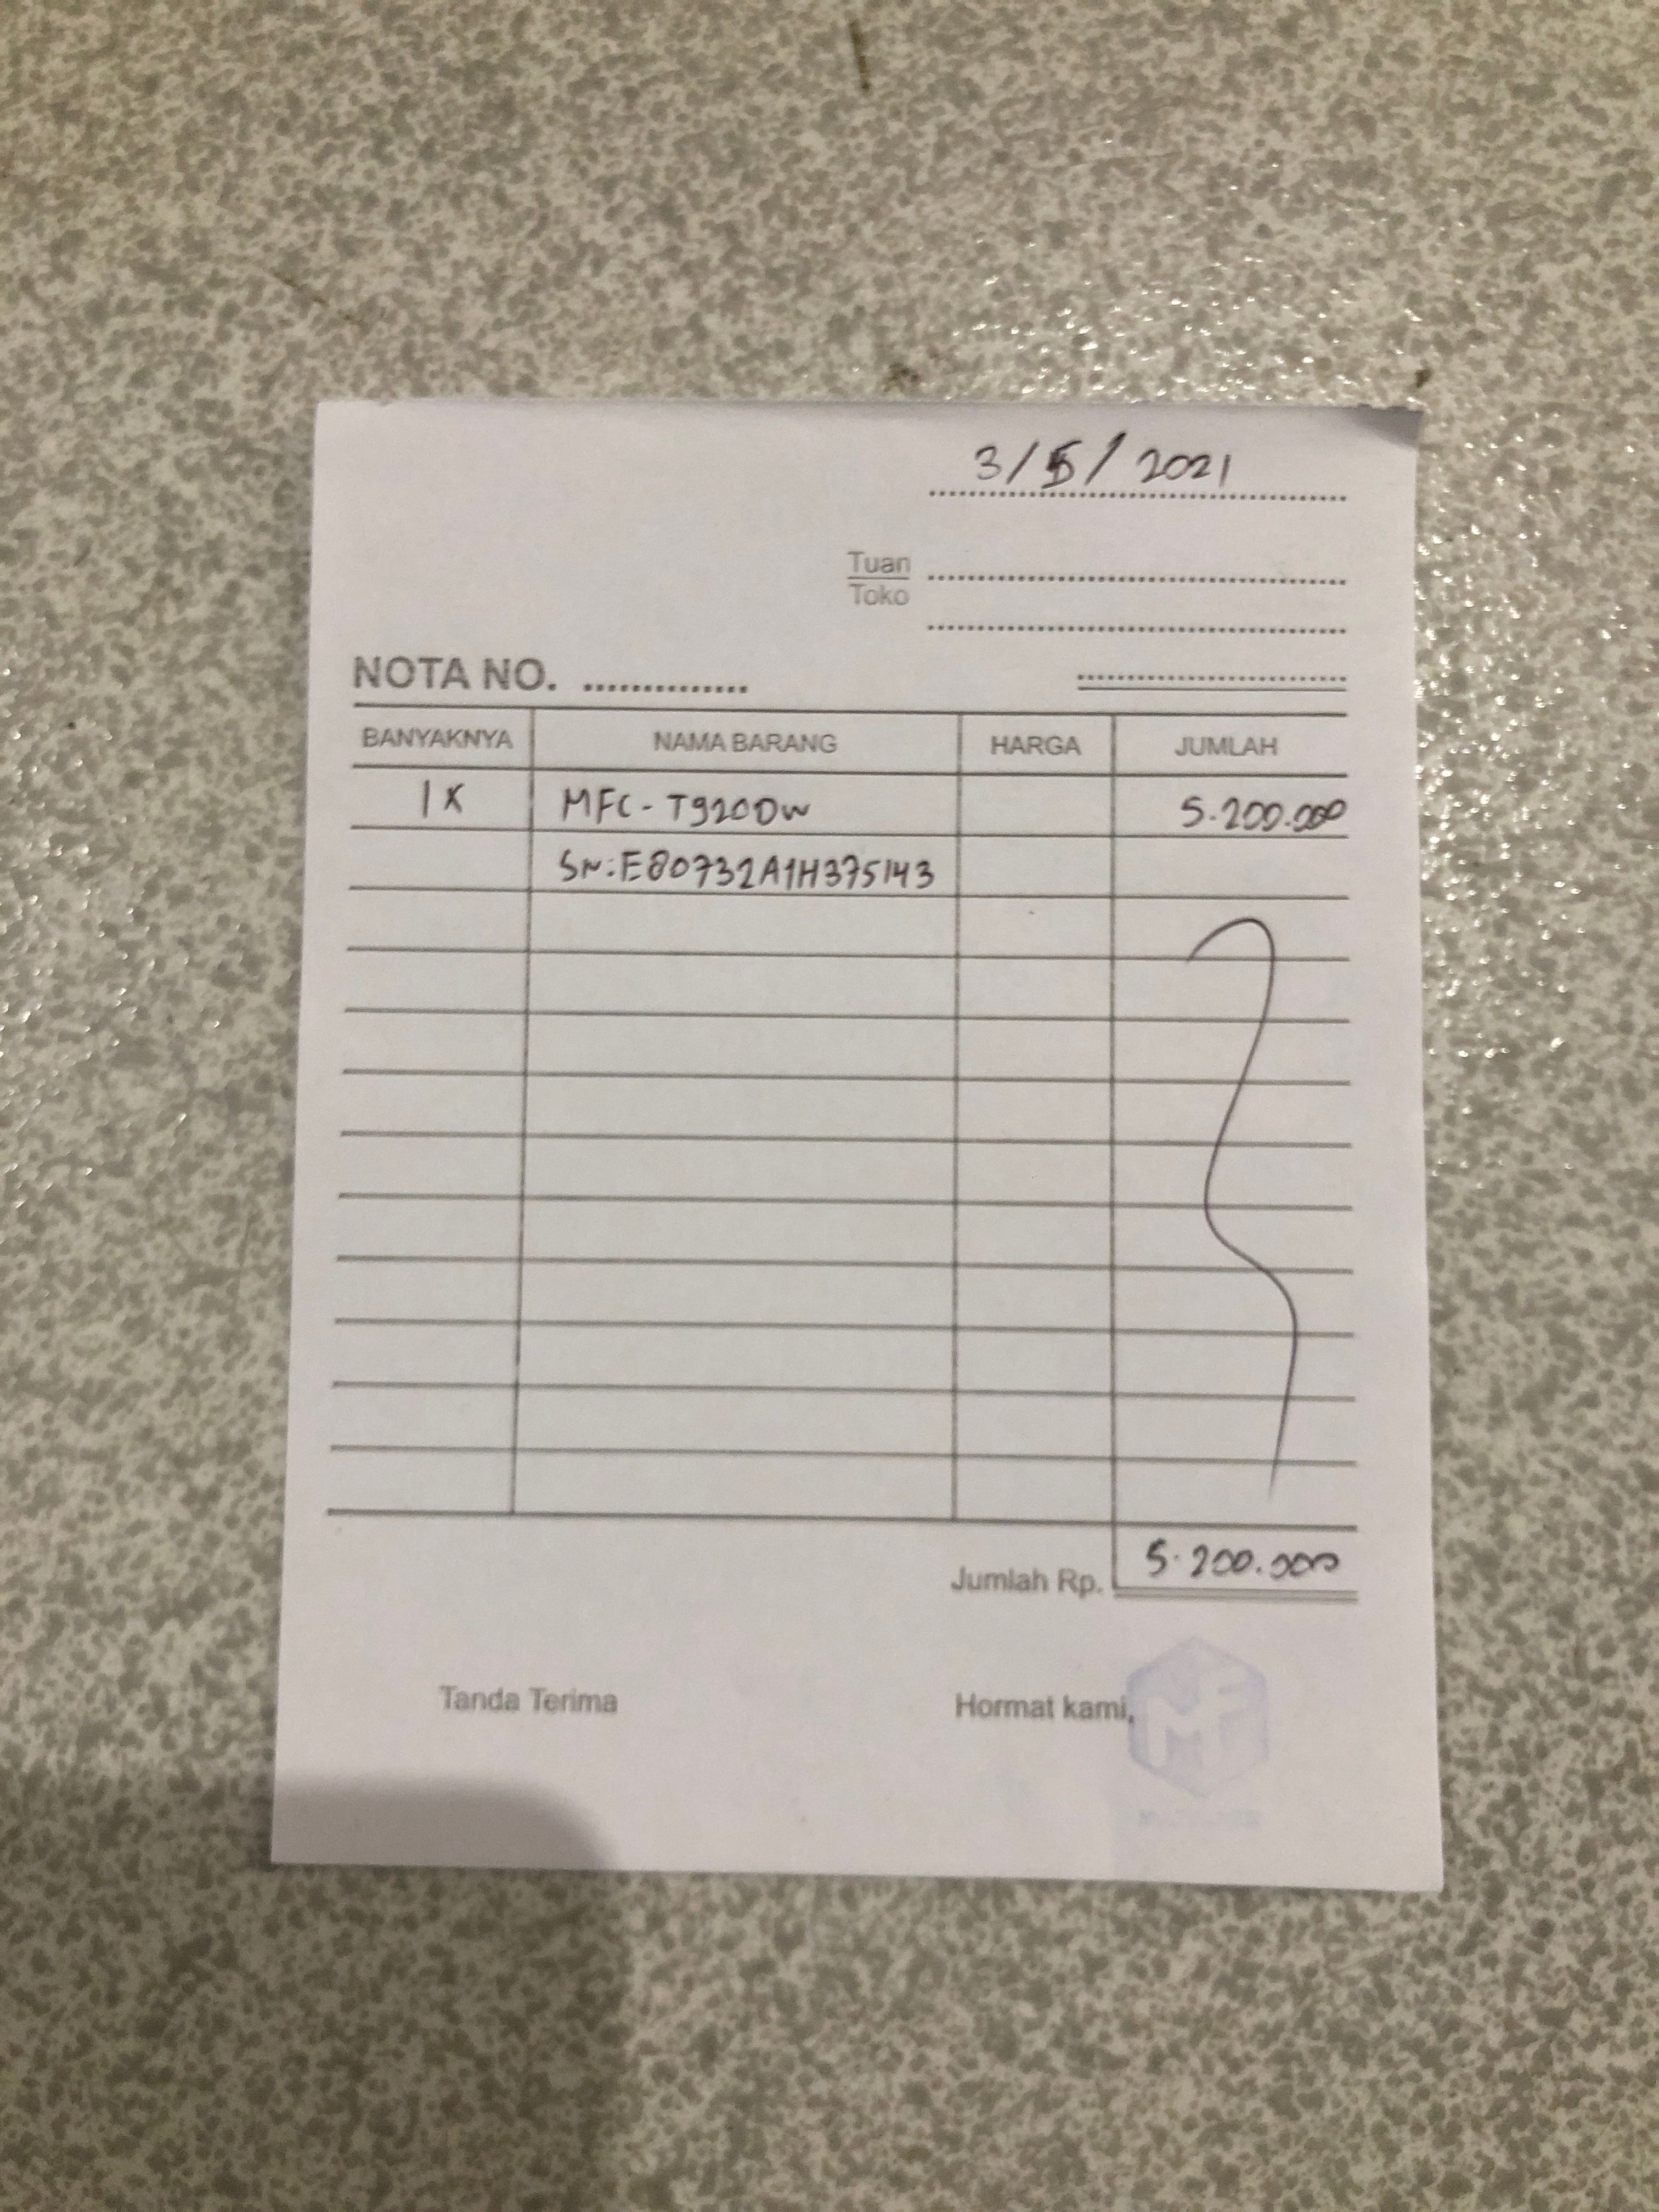 3/5/2021
Tuan
Toko
NOTA NO. ..............
BANYAKNYA NAMA BARANG HARGA JUMLAH
1X MFC-T920DW 5.200.000
SN:E80732A1H375143
Jumlah Rp. 5.200.000
Tanda Terima Hormat kami,
MF